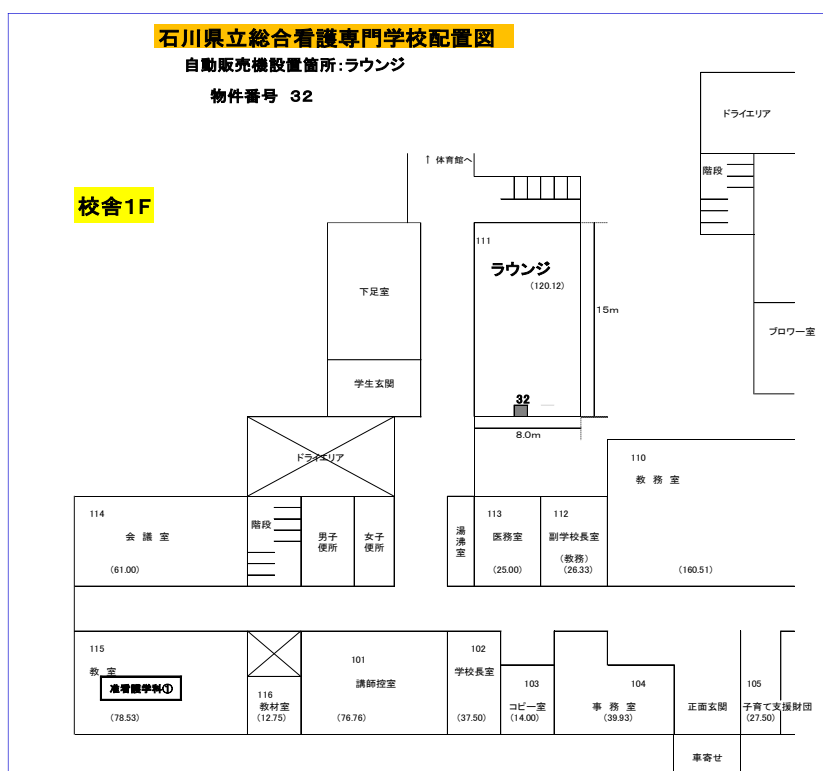 石川県立総合看護専門学校配置図
自動販売機設置箇所:ラウンジ
物件番号 32
ドライエリア
↑ 体育館へ
階段
校舎1F
111
ラウンジ
(120.12)
下足室
15m
ブロワー室
学生玄関
32
8.0m
ドライエリア
110
教 務 室
(160.51)
114
会 議 室
(61.00)
階段
男子
便所
女子
便所
湯
沸
室
113
医務室
(25.00)
112
副学校長室
(教務)
(26.33)
115
教 室
准看護学科①
(78.53)
116
教材室
(12.75)
101
講師控室
(76.76)
102
学校長室
(37.50)
103
コピー室
(14.00)
104
事 務 室
(39.93)
正面玄関
105
子育て支援財団
(27.50)
車寄せ